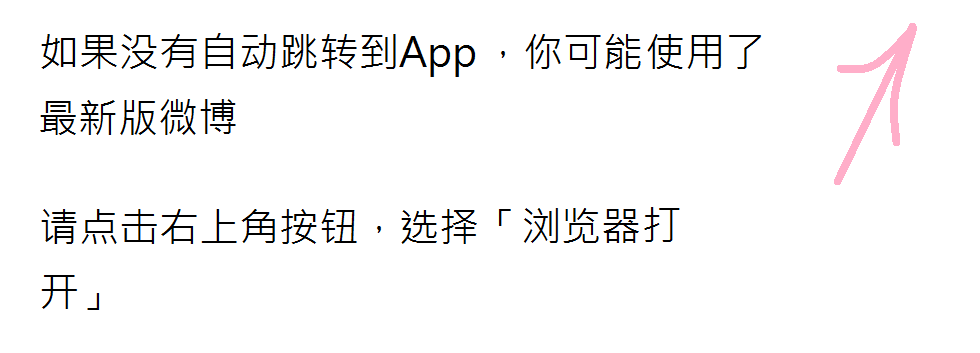 如果没有自动跳转到App，你可能使用了
最新版微博
请点击右上角按钮，选择「浏览器打
开」